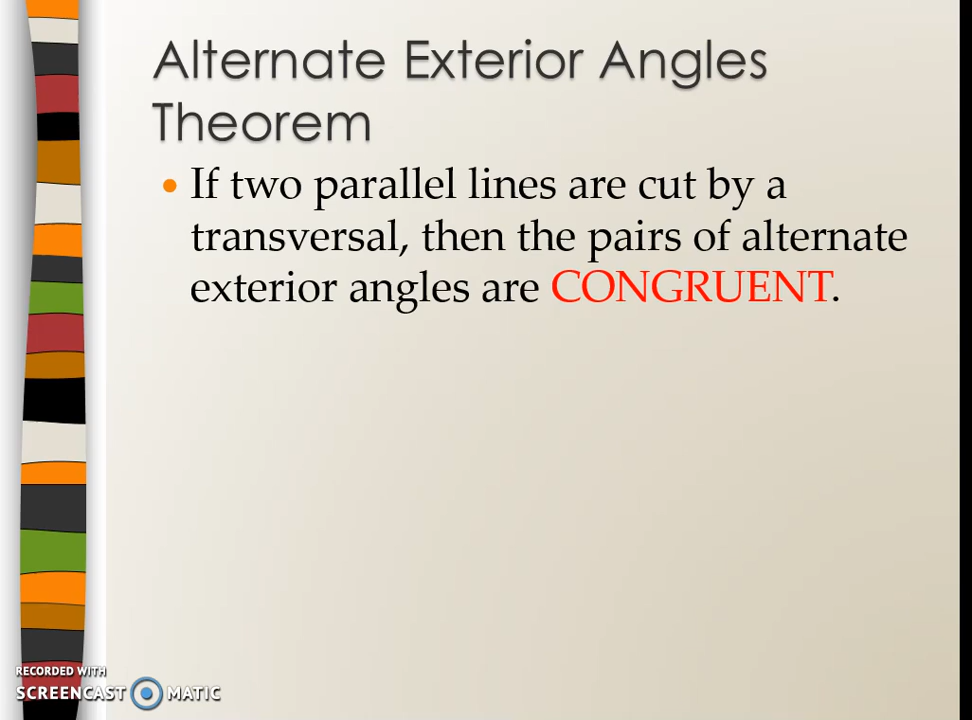 Alternate Exterior Angles
Theorem
• If two parallel lines are cut by a
transversal, then the pairs of alternate
exterior angles are CONGRUENT.
RECORDED WITH
SCREENCAST MATIC